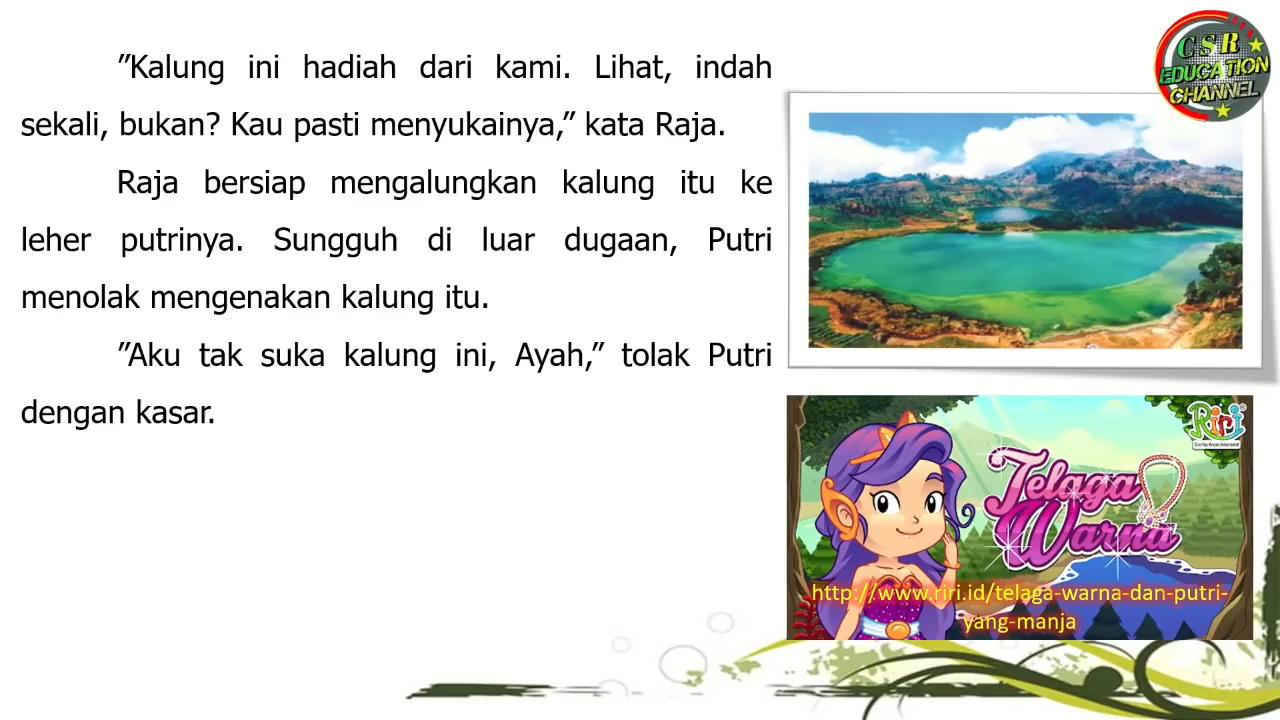 ”Kalung ini hadiah dari kami. Lihat, indah
sekali, bukan? Kau pasti menyukainya,” kata Raja.
Raja bersiap mengalungkan kalung itu ke
leher putrinya. Sungguh di luar dugaan, Putri
menolak mengenakan kalung itu.
”Aku tak suka kalung ini, Ayah,” tolak Putri
dengan kasar.
CSR
EDUCATION
CHANNEL
Riri
Cerita Anak Interaktif
Telaga
Warna
http://www.riri.id/telaga-warna-dan-putri-
yang-manja